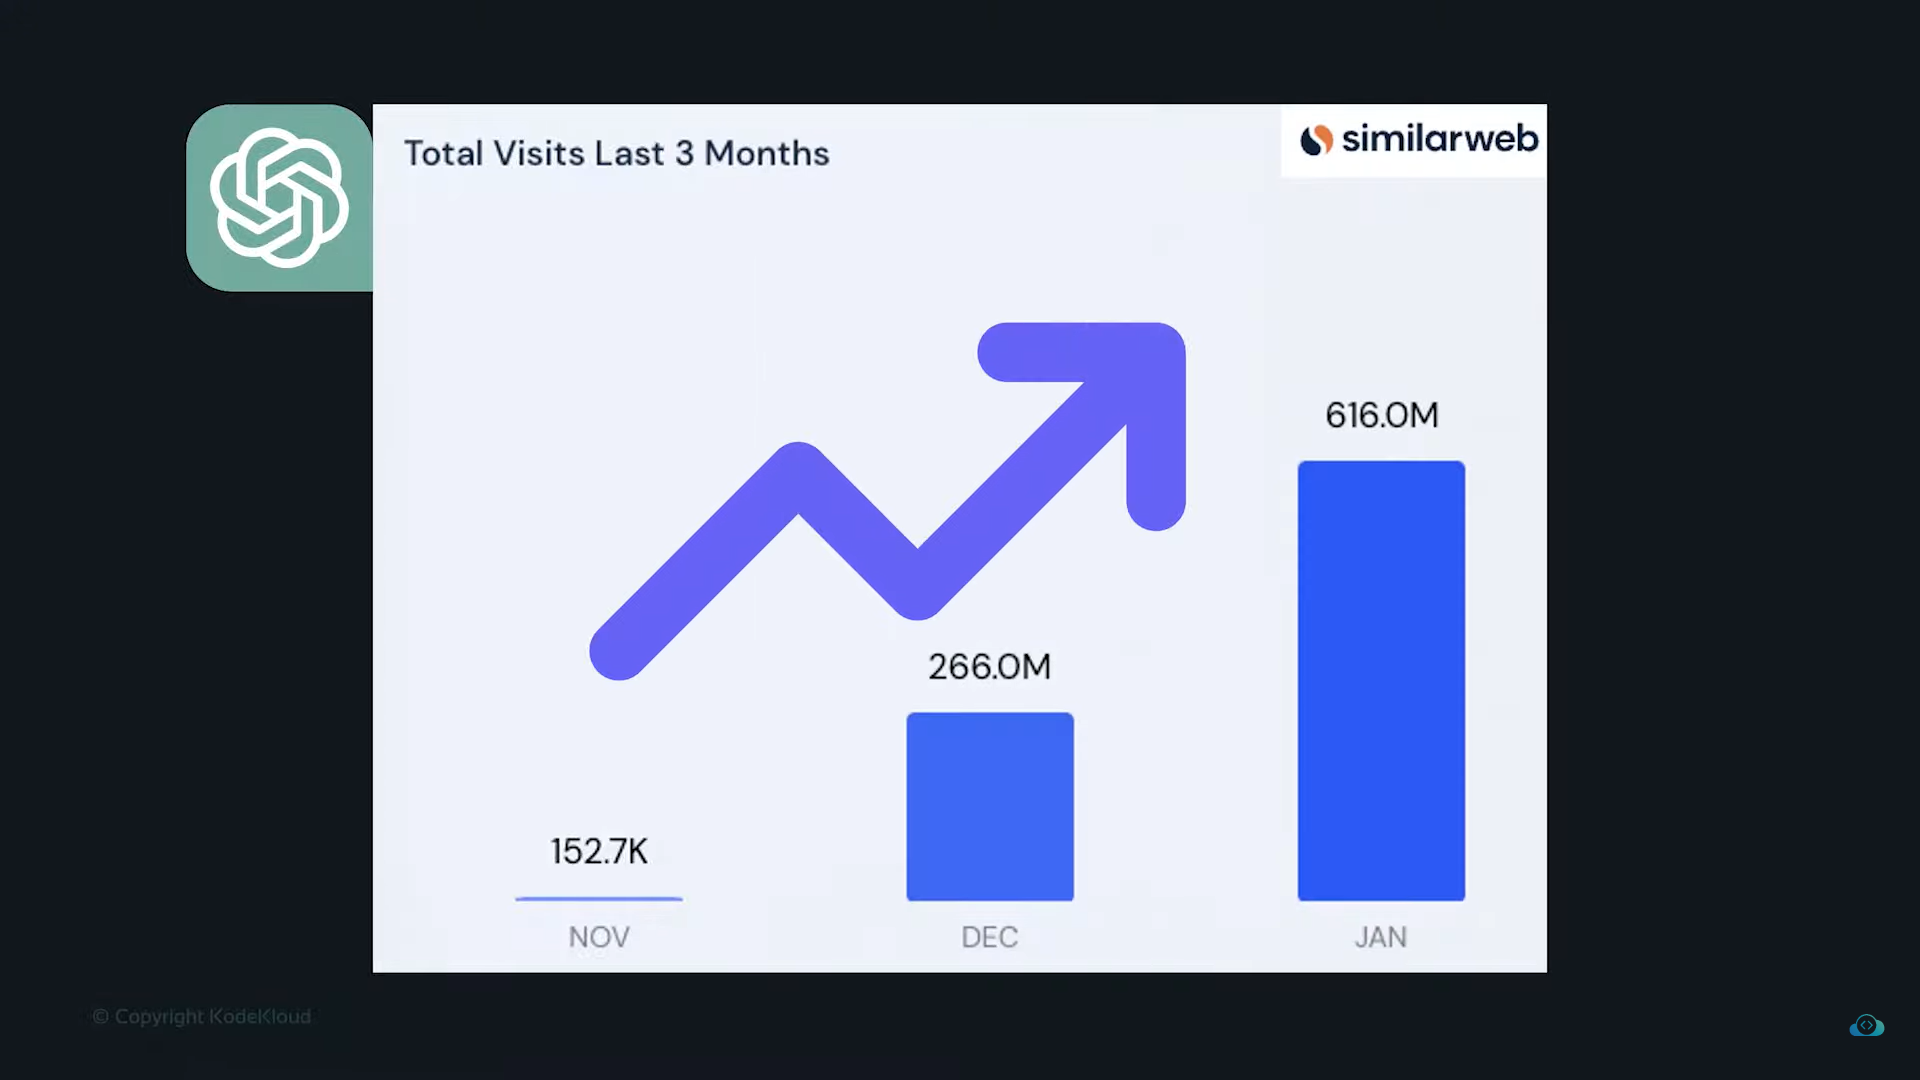 Total Visits Last 3 Months
similarweb
616.0M
266.0M
152.7K
NOV
DEC
JAN
© Copyright KodeKloud